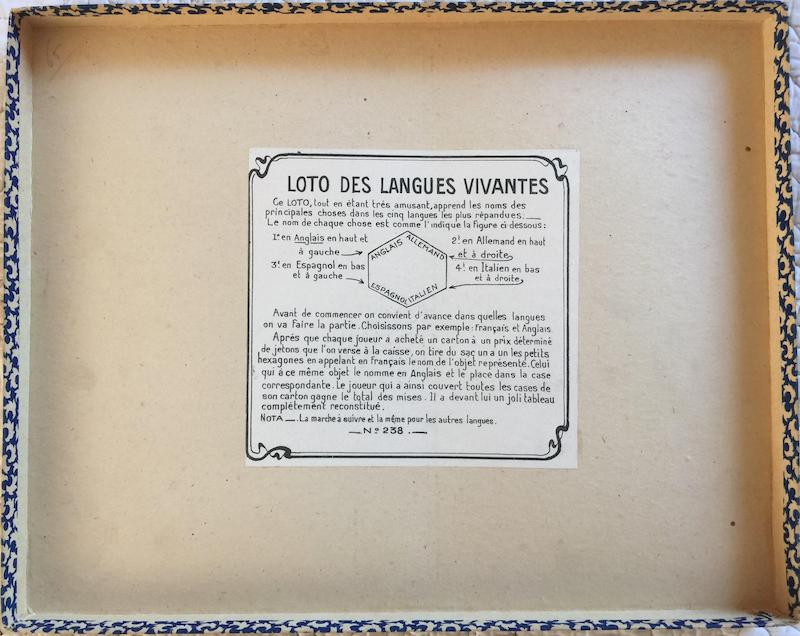 LOTO DES LANGUES VIVANTES
Ce LOTO, tout en étant trés amusant, apprend les noms des
principales choses dans les cinq langues les plus répandues.
Le nom de chaque chose est comme l'indique la figure ci dessous:
1º en Anglais en haut et
à gauche
2º en Allemand en haut
et à droite
3º en Espagnol en bas
et à gauche
4º en Italien en bas
et à droite
ANGLAIS
ALLEMAND
ESPAGNOL
ITALIEN
Avant de commencer on convient d'avance dans quelles langues
on va faire la partie. Choisissons par exemple: Français et Anglais.
Après que chaque joueur a acheté un carton à un prix déterminé
de jetons que l'on verse à la caisse, on tire du sac un a un les petits
hexagones en appelant en Français le nom de l'objet représenté. Celui
qui à ce même objet le nomme en Anglais et le place dans la case
correspondante. Le joueur qui a ainsi couvert toutes les cases de
son carton gagne le total des mises. Il a devant lui un joli tableau
complétement reconstitué.
NOTA — La marche à suivre et la même pour les autres langues.
— Nº 238. —